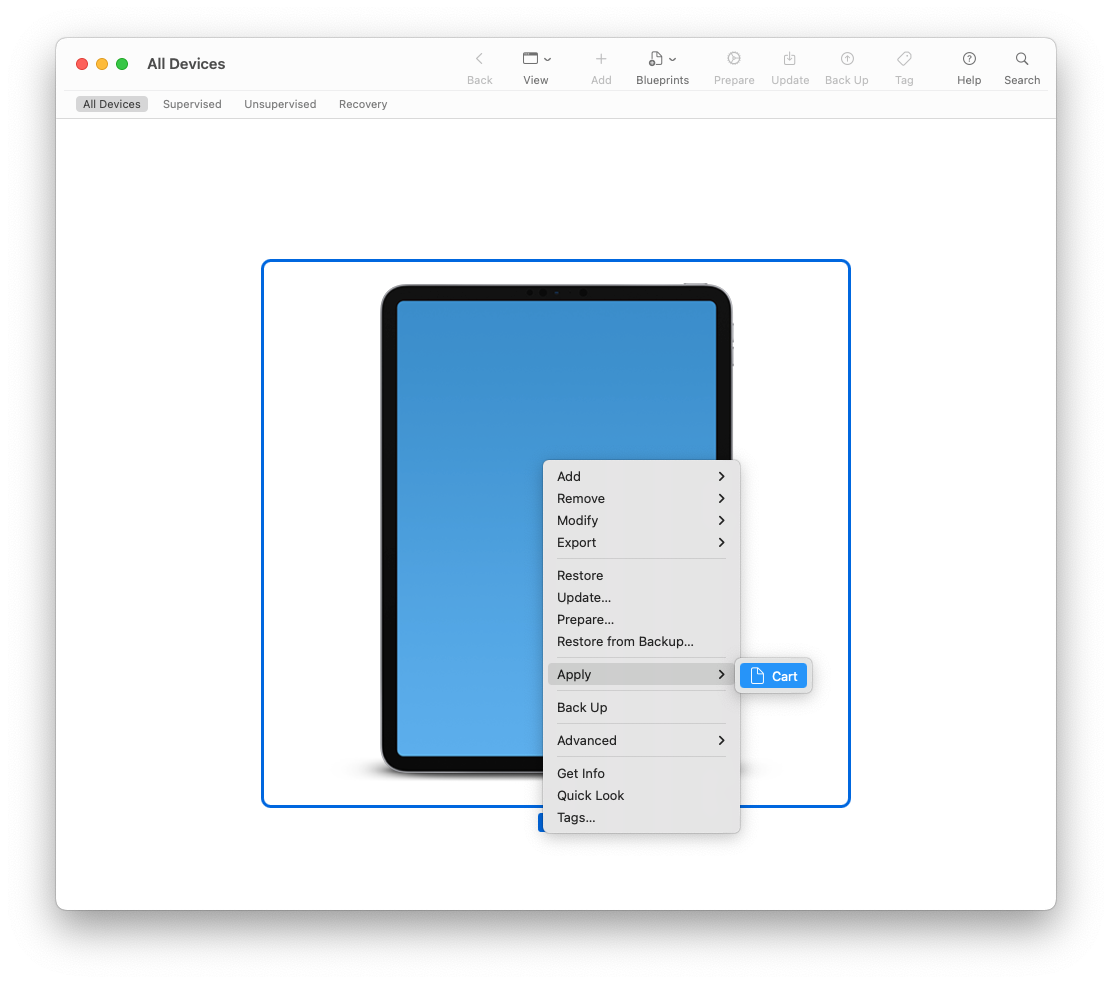 All Devices
Back
View
Add
Blueprints
Prepare
Update
Back Up
Tag
Help
Search
All Devices
Supervised
Unsupervised
Recovery
Add
Remove
Modify
Export
Restore
Update...
Prepare...
Restore from Backup...
Apply
Cart
Back Up
Advanced
Get Info
Quick Look
Tags...